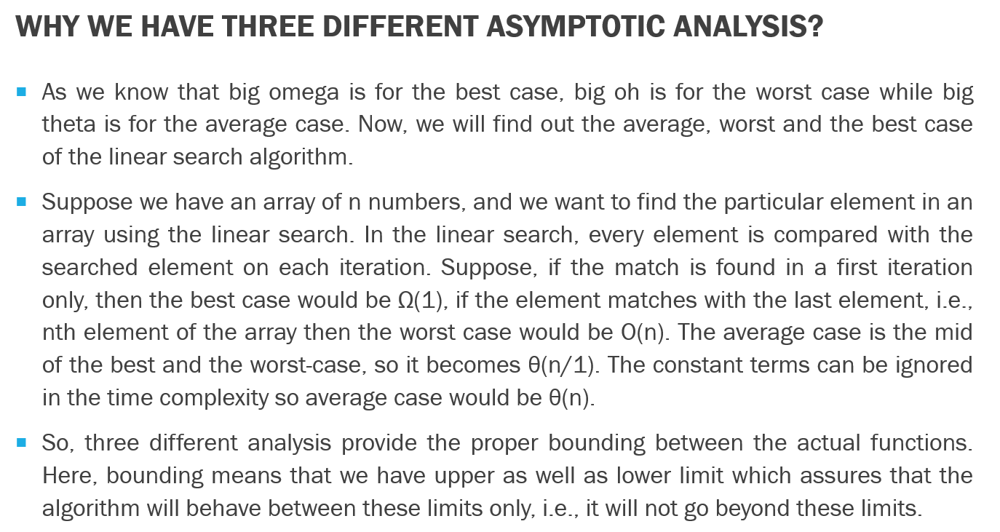 WHY WE HAVE THREE DIFFERENT ASYMPTOTIC ANALYSIS?
As we know that big omega is for the best case, big oh is for the worst case while big
theta is for the average case. Now, we will find out the average, worst and the best case
of the linear search algorithm.
Suppose we have an array of n numbers, and we want to find the particular element in an
array using the linear search. In the linear search, every element is compared with the
searched element on each iteration. Suppose, if the match is found in a first iteration
only, then the best case would be Ω(1), if the element matches with the last element, i.e.,
nth element of the array then the worst case would be O(n). The average case is the mid
of the best and the worst-case, so it becomes θ(n/1). The constant terms can be ignored
in the time complexity so average case would be θ(n).
So, three different analysis provide the proper bounding between the actual functions.
Here, bounding means that we have upper as well as lower limit which assures that the
algorithm will behave between these limits only, i.e., it will not go beyond these limits.